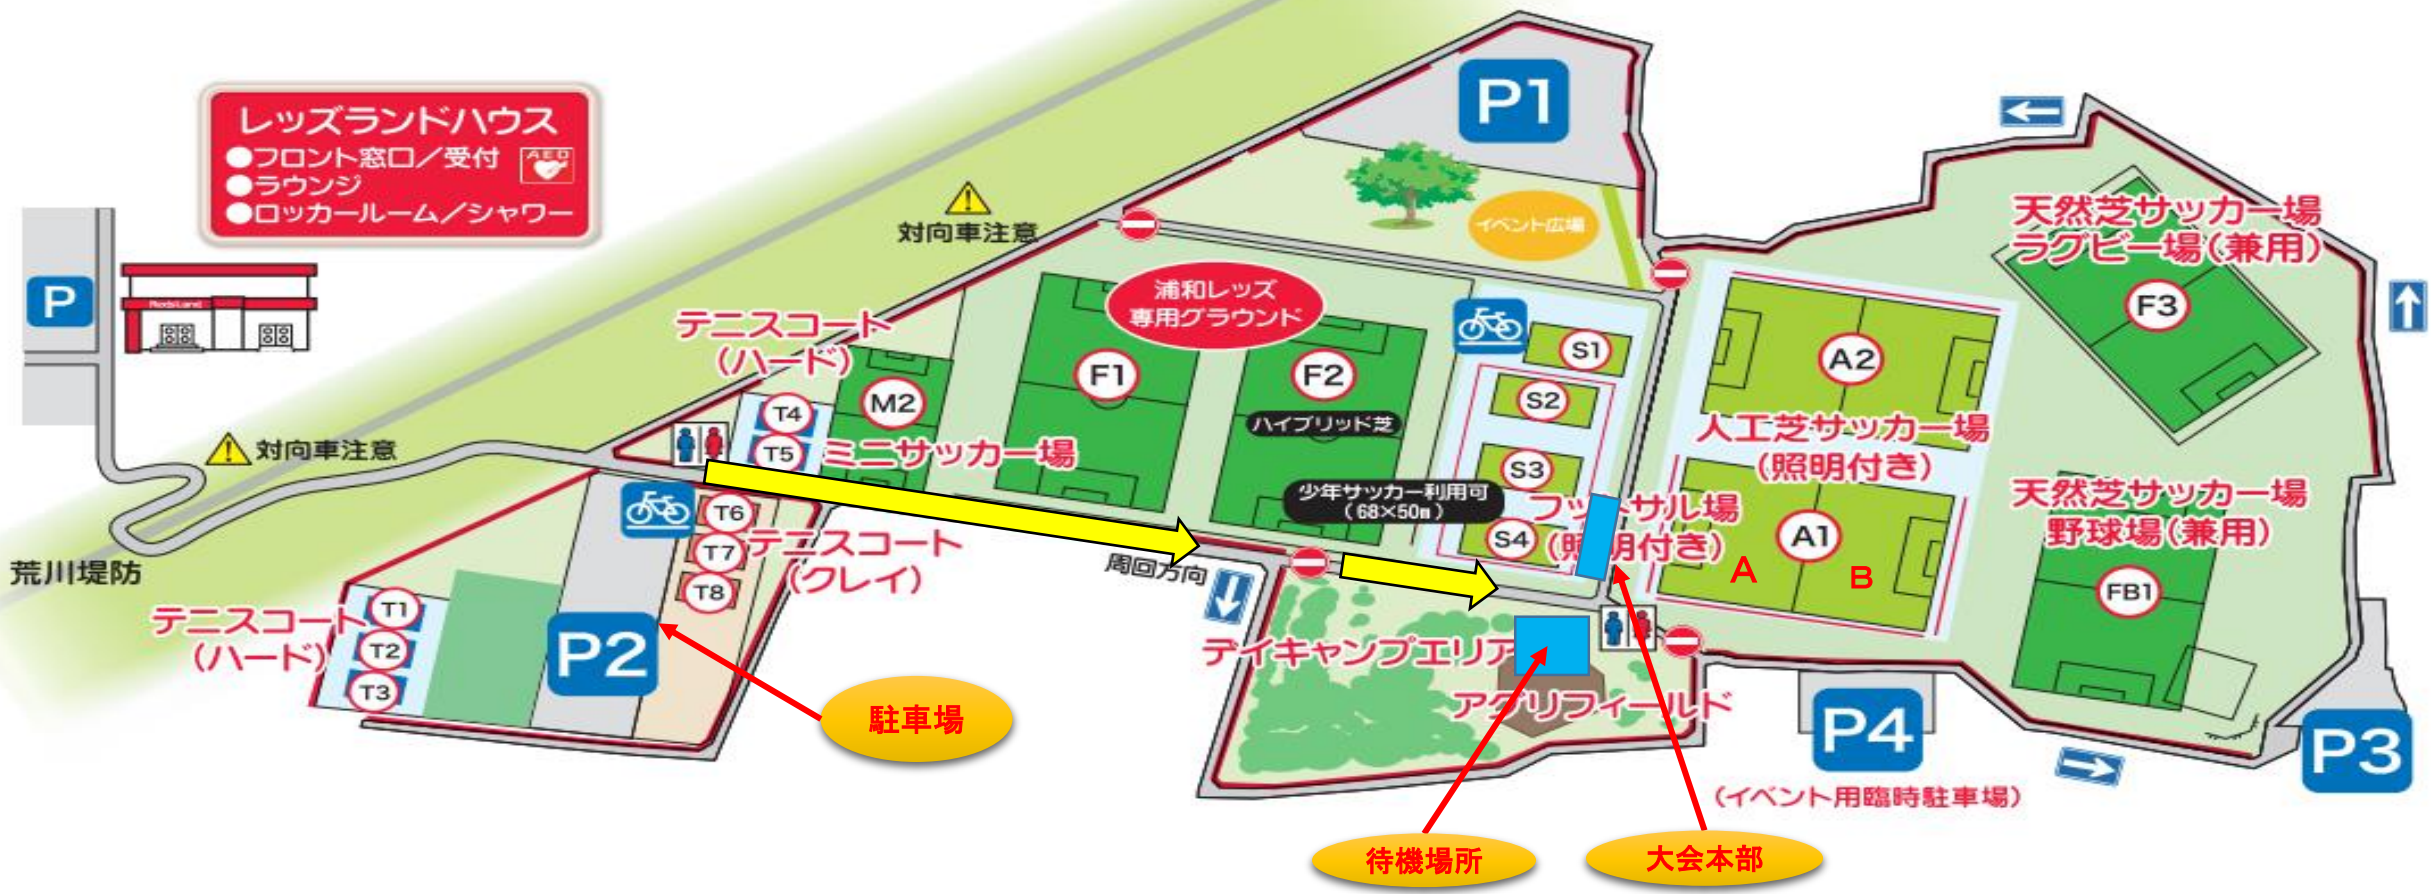 レッズランドハウス
●フロント窓口／受付
AED
●ラウンジ
●ロッカールーム／シャワー
P
RedsLand
対向車注意
対向車注意
荒川堤防
P1
イベント広場
浦和レッズ
専用グラウンド
テニスコート
（ハード）
T4
T5
M2
ミニサッカー場
F1
F2
ハイブリッド芝
少年サッカー利用可
（68×50m）
S1
S2
S3
S4
フットサル場
（照明付き）
A2
人工芝サッカー場
（照明付き）
A1
A
B
天然芝サッカー場
ラグビー場（兼用）
F3
天然芝サッカー場
野球場（兼用）
FB1
T6
T7
T8
テニスコート
（クレイ）
周回方向
テニスコート
（ハード）
T1
T2
T3
P2
駐車場
デイキャンプエリア
アグリフィールド
P4
（イベント用臨時駐車場）
P3
待機場所
大会本部